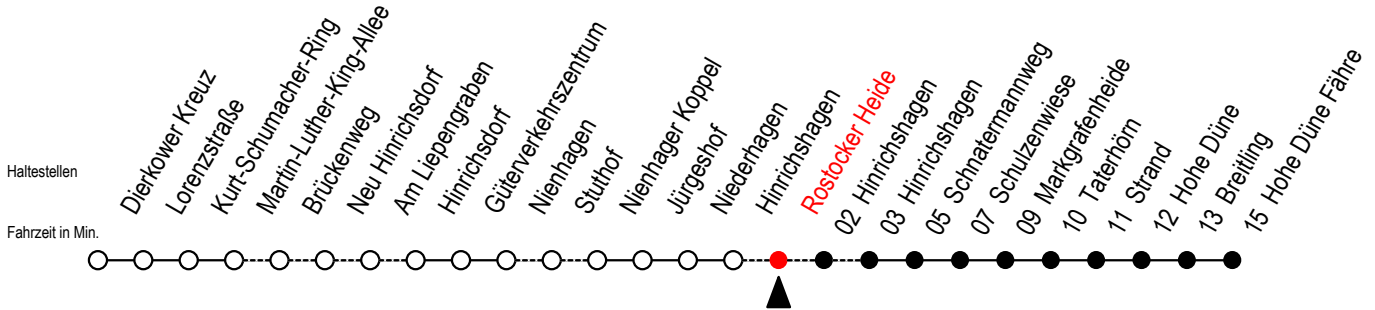 Haltestellen
Fahrzeit in Min.
Dierkower Kreuz
Lorenzstraße
Kurt-Schumacher-Ring
Martin-Luther-King-Allee
Brückenweg
Neu Hinrichsdorf
Am Liepengraben
Hinrichsdorf
Güterverkehrszentrum
Nienhagen
Stuthof
Nienhager Koppel
Jürgeshof
Niederhagen
Hinrichshagen
Rostocker Heide
02 Hinrichshagen
03 Hinrichshagen
05 Schnatermannweg
07 Schulzenwiese
09 Markgrafenheide
10 Taterhörn
11 Strand
12 Hohe Düne
13 Breitling
15 Hohe Düne Fähre